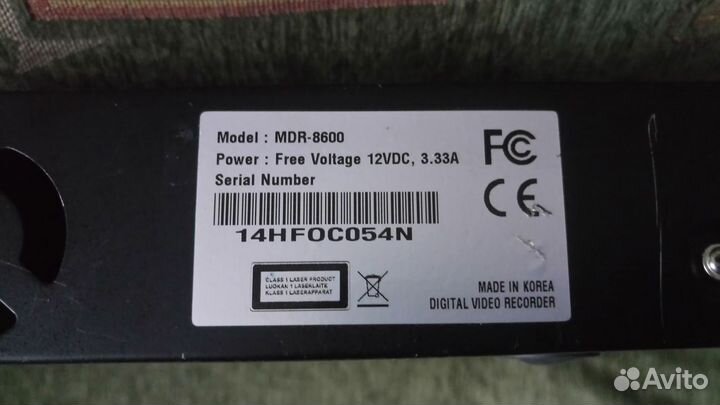 Model : MDR-8600
Power : Free Voltage 12VDC, 3.33A
Serial Number
14HFOC054N
FC
CE
CLASS 1 LASER PRODUCT
LUOKAN 1 LASERLAITE
KLASS 1 LASERAPPARAT
MADE IN KOREA
DIGITAL VIDEO RECORDER
Avito